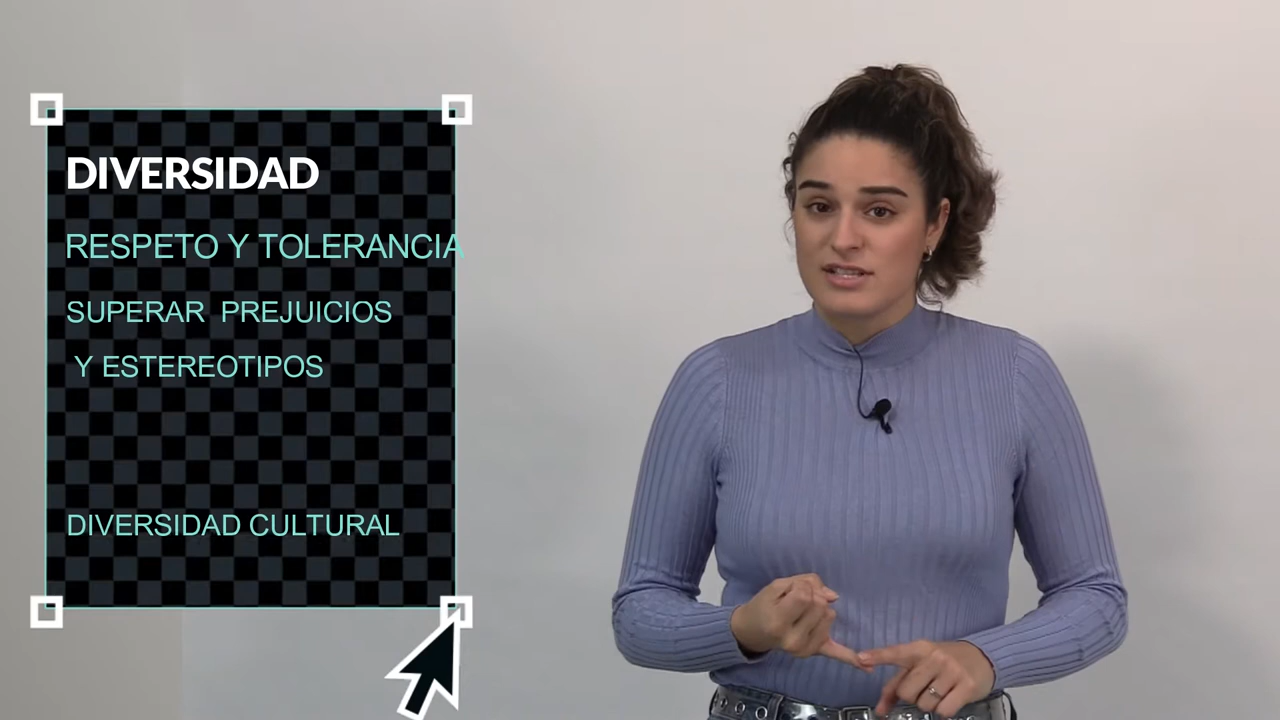 DIVERSIDAD
RESPETO Y TOLERANCIA
SUPERAR PREJUICIOS
Y ESTEREOTIPOS
DIVERSIDAD CULTURAL